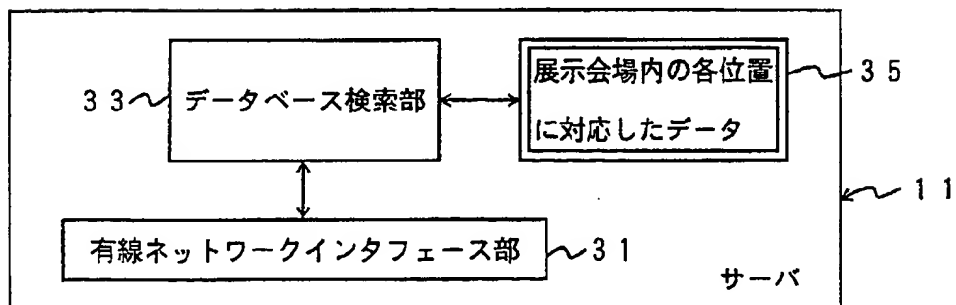 33 データベース検索部
展示会場内の各位置
に対応したデータ
35
11
有線ネットワークインタフェース部
31
サーバ